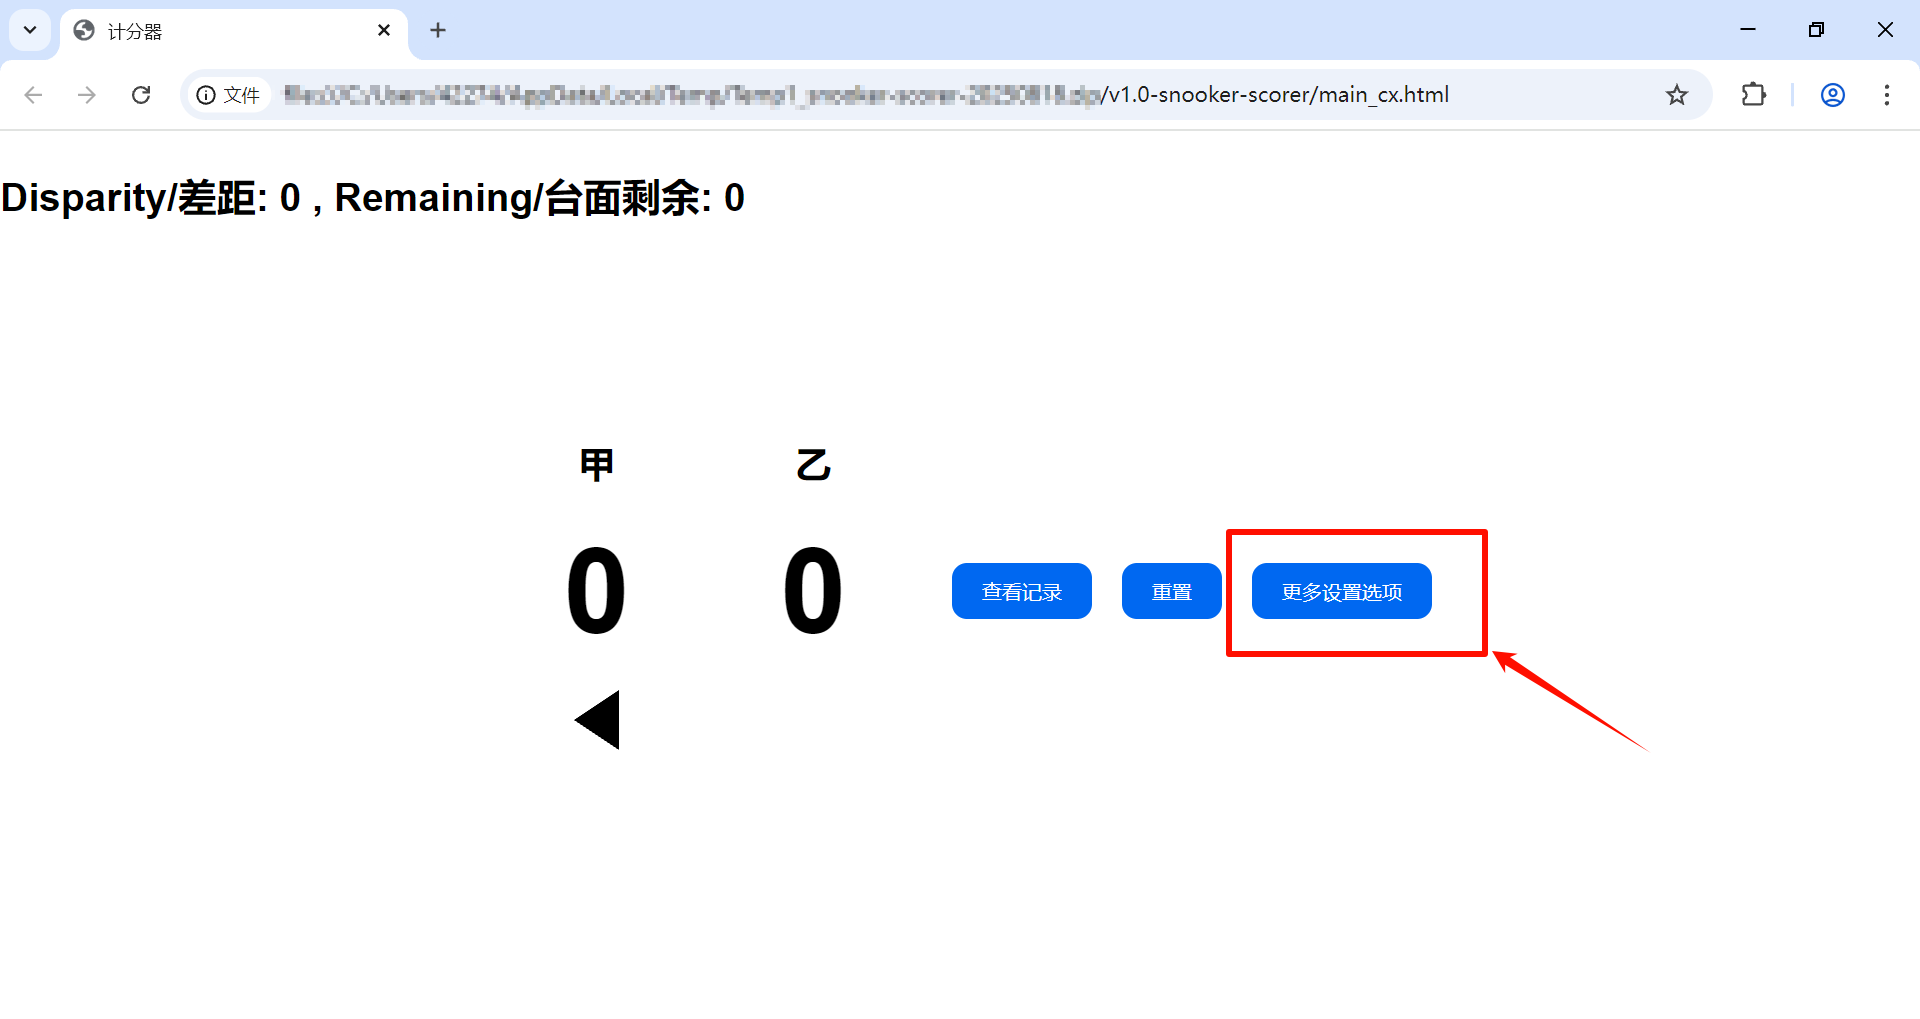 计分器
文件
/v1.0-snooker-scorer/main_cx.html
Disparity/差距: 0 , Remaining/台面剩余: 0
甲 乙
0 0
查看记录 重置 更多设置选项